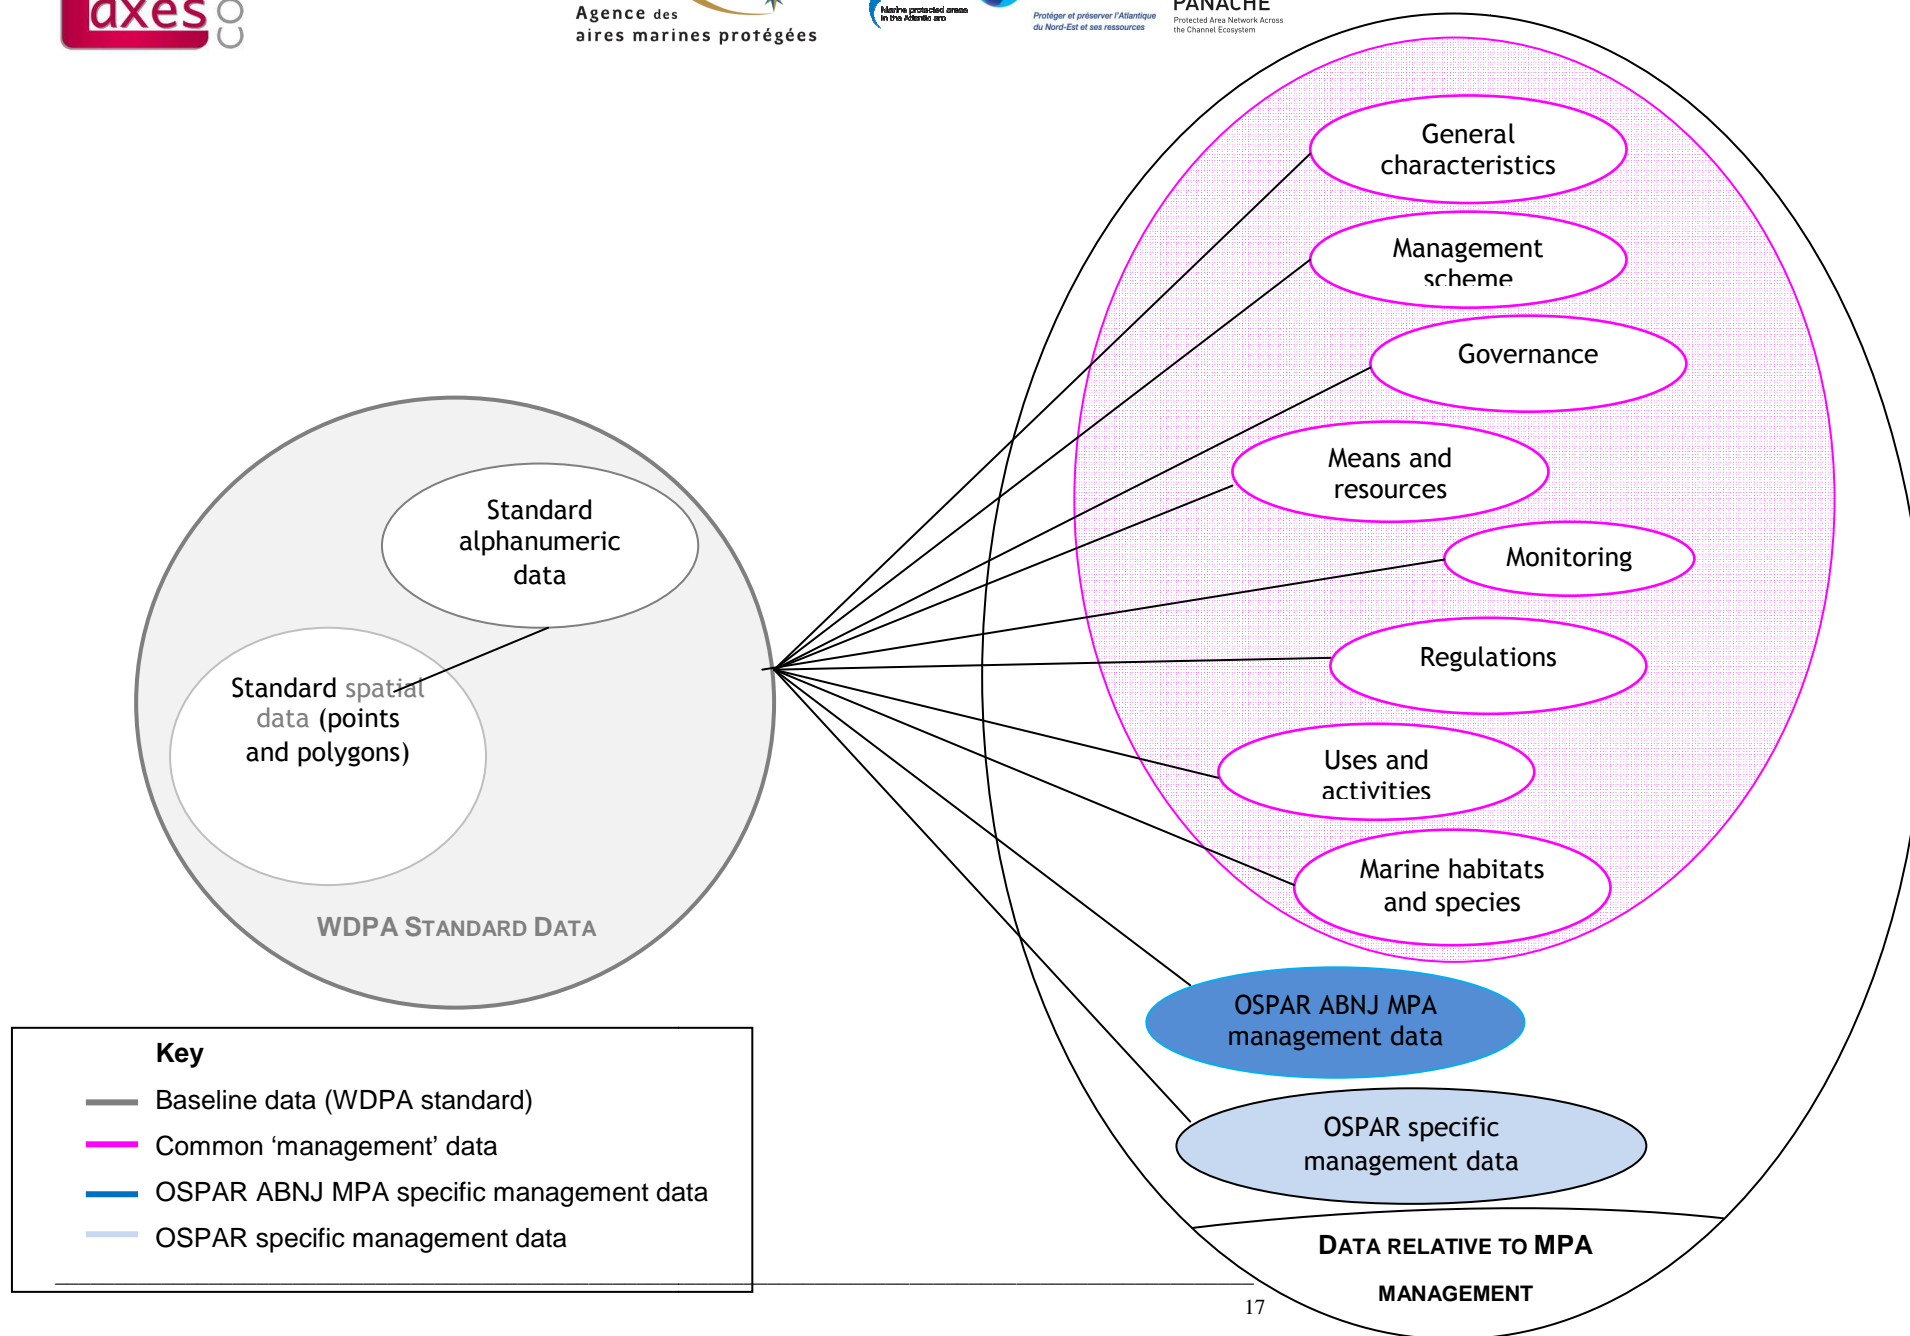 axes
Agence des
aires marines protégées
Marine protected areas
in the Atlantic arc
Protéger et préserver l'Atlantique
du Nord-Est et ses ressources
PANACHE
Protected Area Network Across
the Channel Ecosystem
General
characteristics
Management
scheme
Governance
Means and
resources
Monitoring
Regulations
Uses and
activities
Marine habitats
and species
OSPAR ABNJ MPA
management data
OSPAR specific
management data
DATA RELATIVE TO MPA
MANAGEMENT
Standard
alphanumeric
data
Standard spatial
data (points
and polygons)
WDPA STANDARD DATA
Key
Baseline data (WDPA standard)
Common ‘management’ data
OSPAR ABNJ MPA specific management data
OSPAR specific management data
17